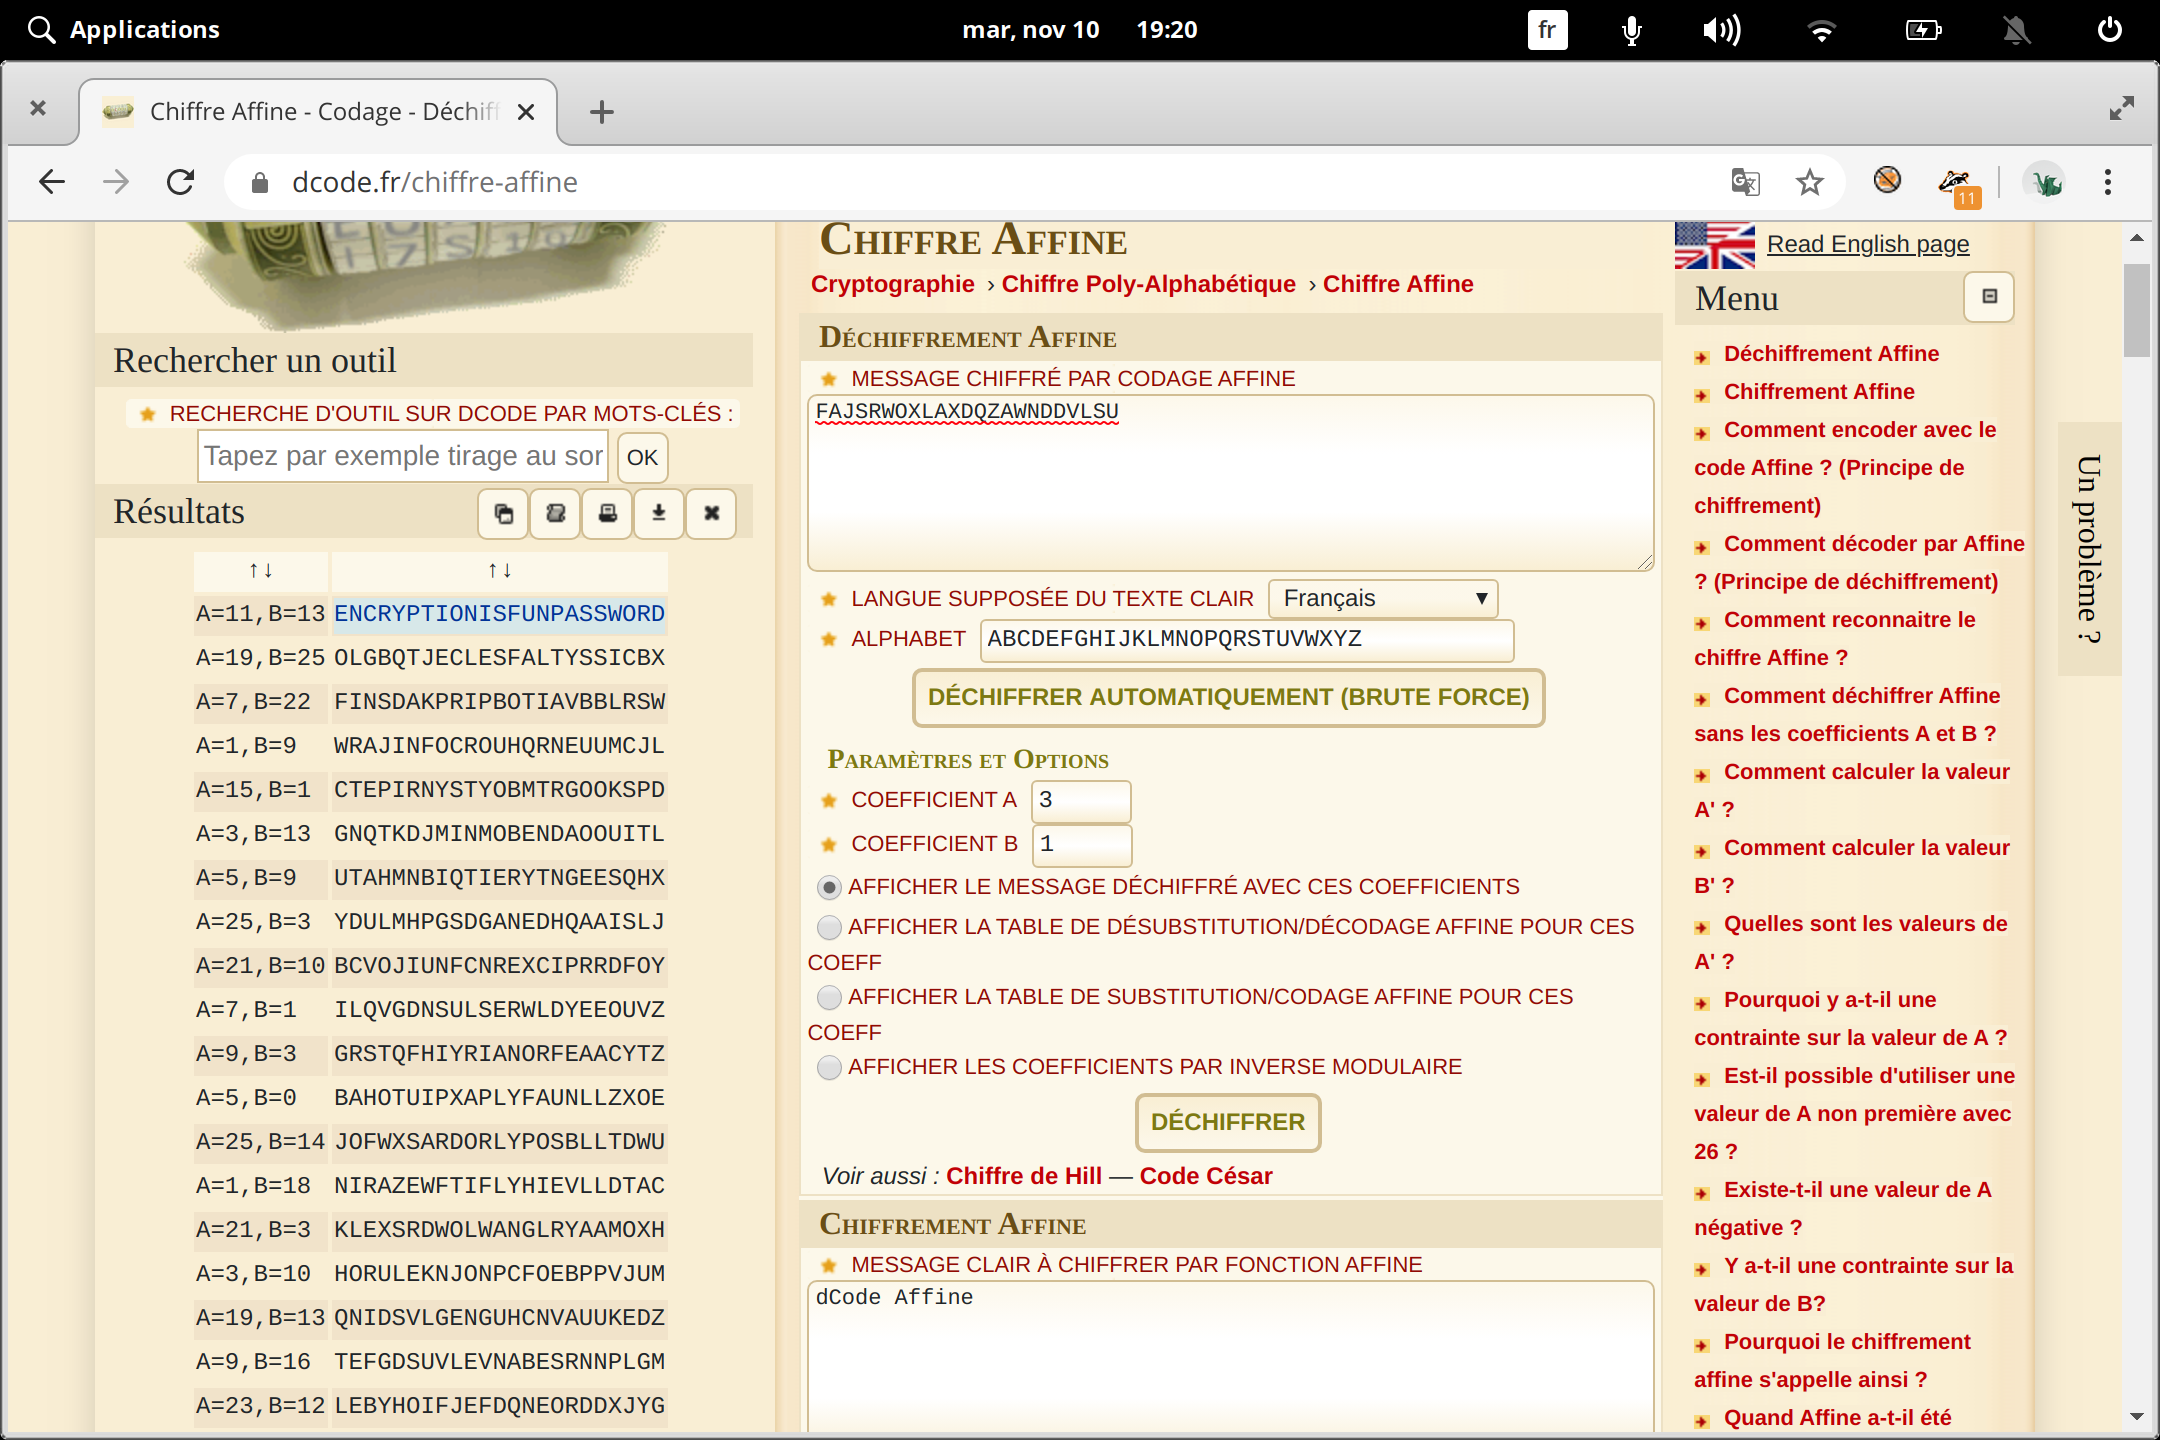 Applications
mar, nov 10 19:20
fr
Chiffre Affine - Codage - Déchiff
dcode.fr/chiffre-affine
11
Rechercher un outil
RECHERCHE D'OUTIL SUR DCODE PAR MOTS-CLÉS :
Tapez par exemple tirage au sor
OK
Résultats
↑↓ ↑↓
A=11,B=13 ENCRYPTIONISFUNPASSWORD
A=19,B=25 OLGBQTJECLESFALTYSSICBX
A=7,B=22 FINSDAKPRIPBOTIAVBBLRSW
A=1,B=9 WRAJINFOCROUHQRNEUUMCJL
A=15,B=1 CTEPIRNYSTYOBMTRGOOKSPD
A=3,B=13 GNQTKDJMINMOBENDAOOUITL
A=5,B=9 UTAHMNBIQTIERYTNGEESQHX
A=25,B=3 YDULMHPGSDGANEDHQAAISLJ
A=21,B=10 BCVOJIUNFCNREXCIPRRDFOY
A=7,B=1 ILQVGDNSULSERWLDYEEOUVZ
A=9,B=3 GRSTQFHIYRIANORFEAACYTZ
A=5,B=0 BAHOTUIPXAPLYFAUNLLZXOE
A=25,B=14 JOFWXSARDORLYPOSBLLTDWU
A=1,B=18 NIRAZEWFTIFLYHIEVLLDTAC
A=21,B=3 KLEXSRDWOLWANGLRYAAMOXH
A=3,B=10 HORULEKNJONPCFOEBPPVJUM
A=19,B=13 QNIDSVLGENGUHCNVAUUKEDZ
A=9,B=16 TEFGDSUVLEVNABESRNNPLGM
A=23,B=12 LEBYHOIFJEFDQNEORDDXJYG
Chiffre Affine
Cryptographie › Chiffre Poly-Alphabétique › Chiffre Affine
Déchiffrement Affine
MESSAGE CHIFFRÉ PAR CODAGE AFFINE
FAJSRWOXLAXDQZAWNDDVLSU
LANGUE SUPPOSÉE DU TEXTE CLAIR Français
ALPHABET ABCDEFGHIJKLMNOPQRSTUVWXYZ
DÉCHIFFRER AUTOMATIQUEMENT (BRUTE FORCE)
Paramètres et Options
COEFFICIENT A 3
COEFFICIENT B 1
AFFICHER LE MESSAGE DÉCHIFFRÉ AVEC CES COEFFICIENTS
AFFICHER LA TABLE DE DÉSUBSTITUTION/DÉCODAGE AFFINE POUR CES
COEFF
AFFICHER LA TABLE DE SUBSTITUTION/CODAGE AFFINE POUR CES
COEFF
AFFICHER LES COEFFICIENTS PAR INVERSE MODULAIRE
DÉCHIFFRER
Voir aussi : Chiffre de Hill — Code César
Chiffrement Affine
MESSAGE CLAIR À CHIFFRER PAR FONCTION AFFINE
dCode Affine
Read English page
Menu
Déchiffrement Affine
Chiffrement Affine
Comment encoder avec le
code Affine ? (Principe de
chiffrement)
Comment décoder par Affine
? (Principe de déchiffrement)
Comment reconnaitre le
chiffre Affine ?
Comment déchiffrer Affine
sans les coefficients A et B ?
Comment calculer la valeur
A' ?
Comment calculer la valeur
B' ?
Quelles sont les valeurs de
A' ?
Pourquoi y a-t-il une
contrainte sur la valeur de A ?
Est-il possible d'utiliser une
valeur de A non première avec
26 ?
Existe-t-il une valeur de A
négative ?
Y a-t-il une contrainte sur la
valeur de B?
Pourquoi le chiffrement
affine s'appelle ainsi ?
Quand Affine a-t-il été
Un problème ?